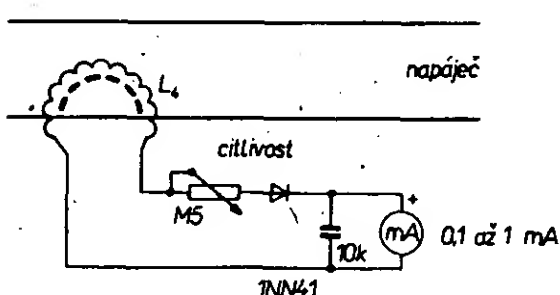 napáječ
L₄
citlivost
M5
+
mA
0,1 až 1 mA
10k
1NN41